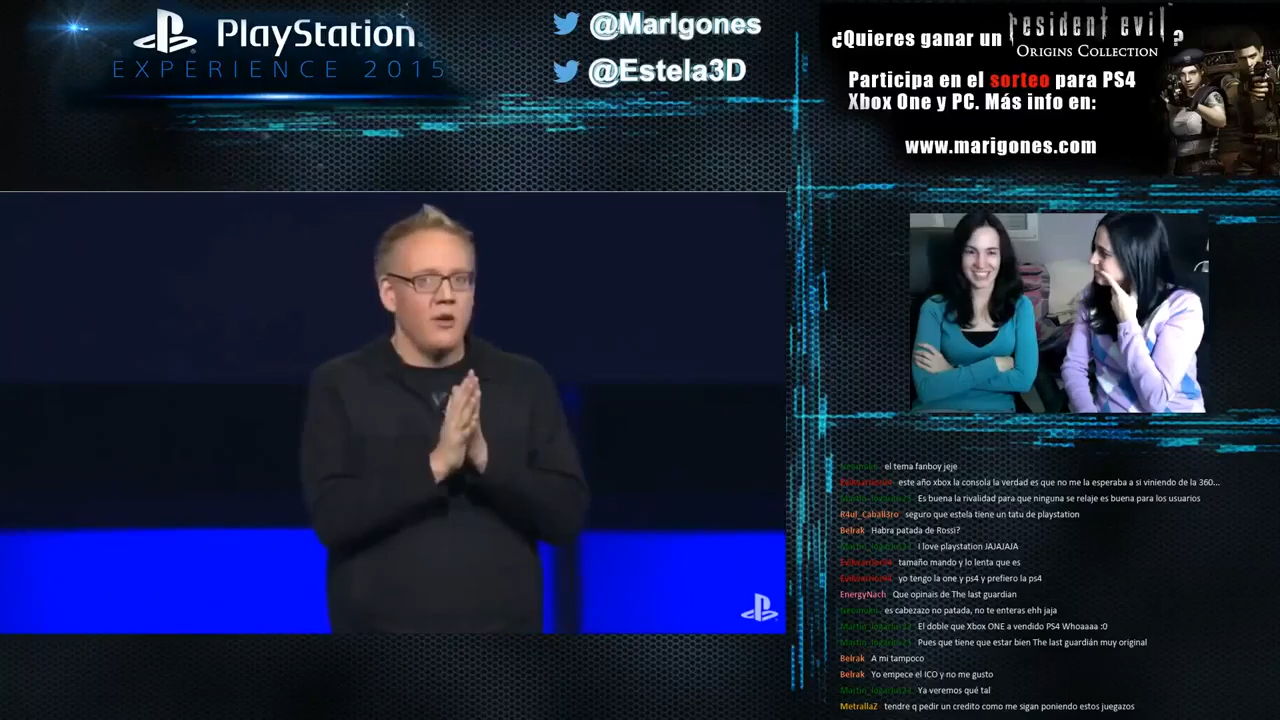 PlayStation
EXPERIENCE 2015
@MarIgones
@Estela3D
¿Quieres ganar un resident evil ?
ORIGINS COLLECTION
Participa en el sorteo para PS4
Xbox One y PC. Más info en:
www.marigones.com
el tema fanboy jeje
este año xbox la consola la verdad es que no me la esperaba a si viniendo de la 360...
Es buena la rivalidad para que ninguna se relaje es buena para los usuarios
R4ul_Caball3ro seguro que estela tiene un tatu de playstation
Belrak Habra patada de Rossi?
I love playstation JAJAJAJA
tamaño mando y lo lenta que es
yo tengo la one y ps4 y prefiero la ps4
EnergyNach Que opinais de The last guardian
es cabezazo no patada, no te enteras ehh jaja
El doble que Xbox ONE a vendido PS4 Whoaaaa :0
Pues que tiene que estar bien The last guardián muy original
Belrak A mi tampoco
Belrak Yo empece el ICO y no me gusto
Ya veremos qué tal
MetrallaZ tendre q pedir un credito como me sigan poniendo estos juegazos